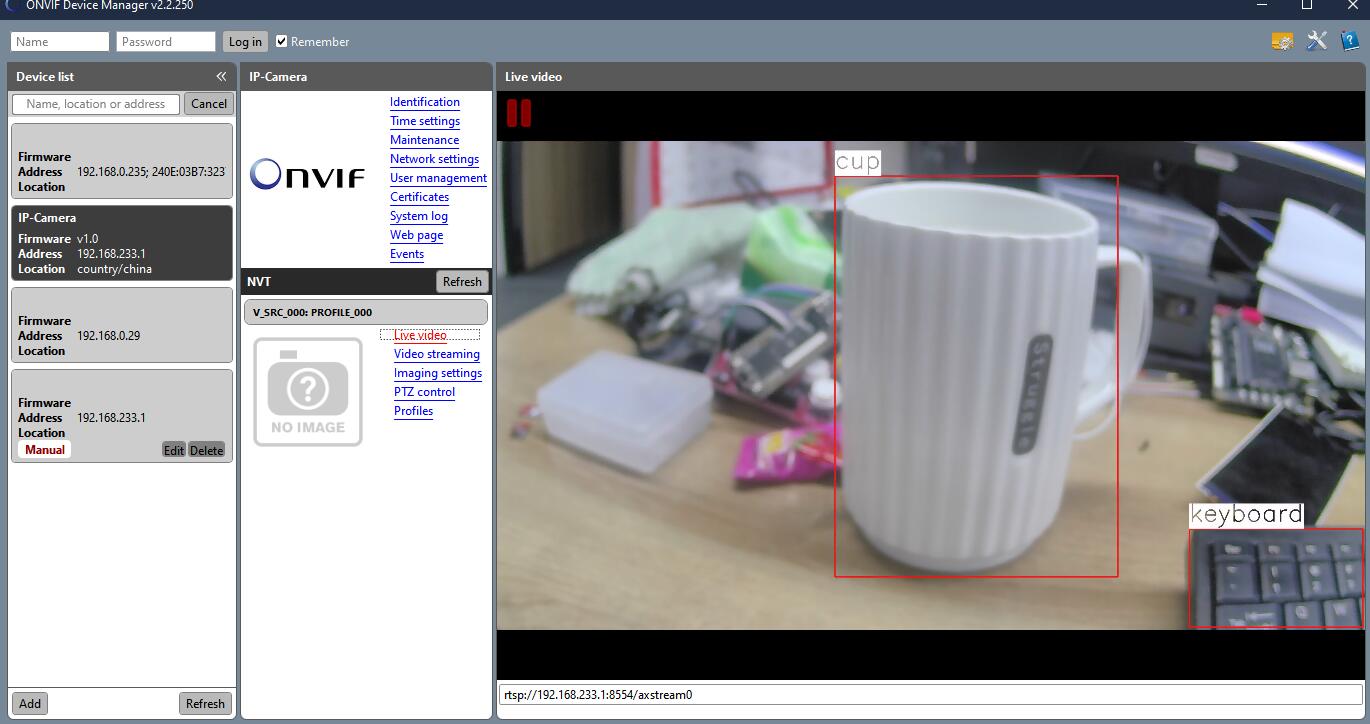 ONVIF Device Manager v2.2.250
Name
Password
Log in
Remember
Device list
Name, location or address
Cancel
Firmware
Address 192.168.0.235; 240E:03B7:323
Location
IP-Camera
Firmware v1.0
Address 192.168.233.1
Location country/china
Firmware
Address 192.168.0.29
Location
Firmware
Address 192.168.233.1
Location
Manual Edit Delete
Add Refresh
IP-Camera
ONVIF
Identification
Time settings
Maintenance
Network settings
User management
Certificates
System log
Web page
Events
NVT Refresh
V_SRC_000: PROFILE_000
Live video
Video streaming
Imaging settings
PTZ control
Profiles
NO IMAGE
Live video
cup
Struggle
keyboard
rtsp://192.168.233.1:8554/axstream0